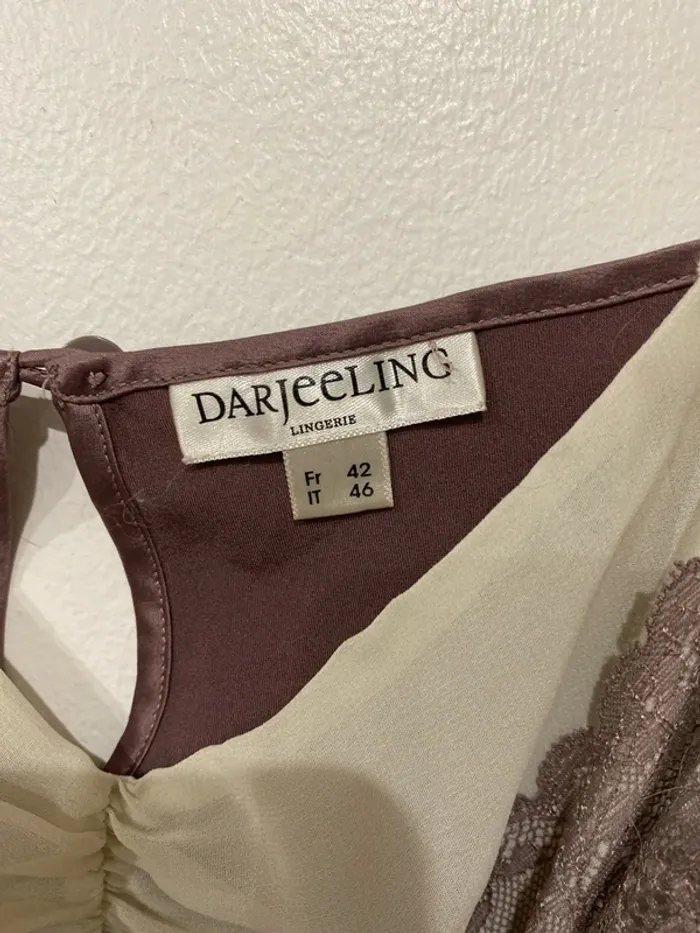 DARJeeLING
LINGERIE
Fr 42
IT 46